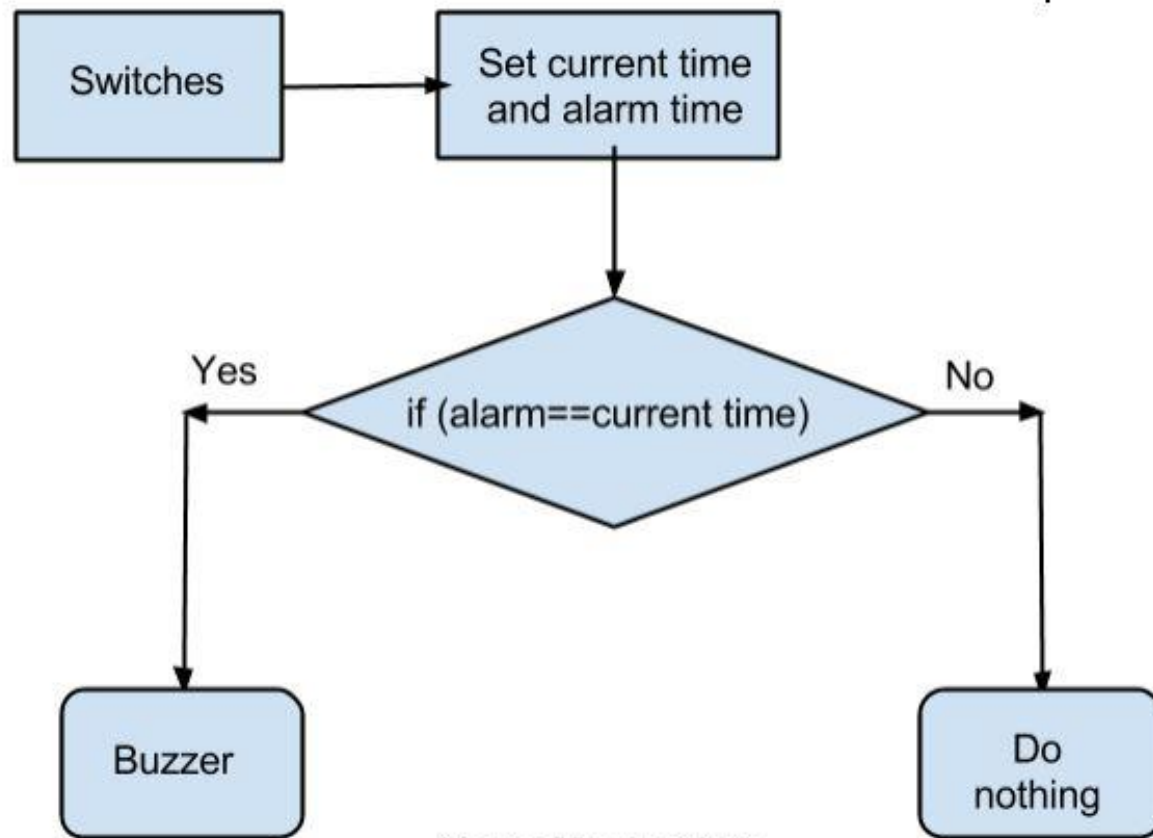 Switches
Set current time
and alarm time
Yes
if (alarm==current time)
No
Buzzer
Do
nothing